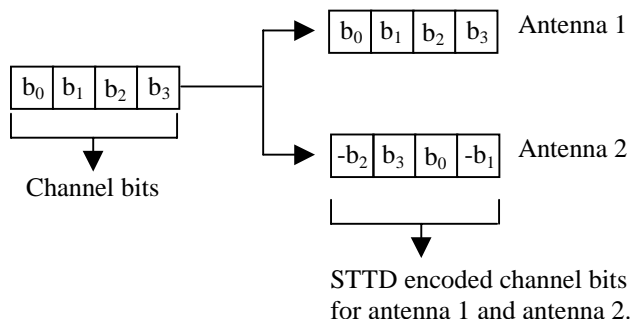 b₀ b₁ b₂ b₃ Antenna 1
b₀ b₁ b₂ b₃
-b₂ b₃ b₀ -b₁ Antenna 2
Channel bits
STTD encoded channel bits
for antenna 1 and antenna 2.